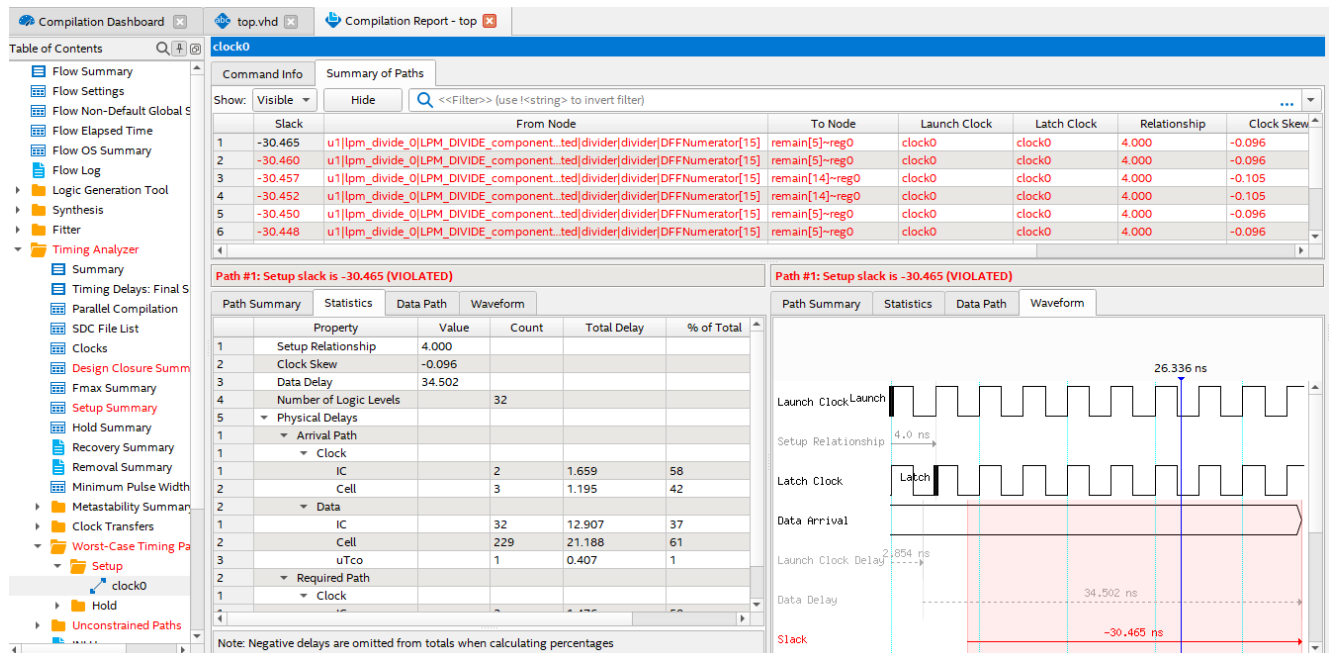 Compilation Dashboard
top.vhd
Compilation Report - top
Table of Contents
Flow Summary
Flow Settings
Flow Non-Default Global S
Flow Elapsed Time
Flow OS Summary
Flow Log
Logic Generation Tool
Synthesis
Fitter
Timing Analyzer
Summary
Timing Delays: Final S
Parallel Compilation
SDC File List
Clocks
Design Closure Summ
Fmax Summary
Setup Summary
Hold Summary
Recovery Summary
Removal Summary
Minimum Pulse Width
Metastability Summary
Clock Transfers
Worst-Case Timing Pa
Setup
clock0
Hold
Unconstrained Paths
clock0
Command Info Summary of Paths
Show: Visible Hide <<Filter>> (use !<string> to invert filter) ...
Slack From Node To Node Launch Clock Latch Clock Relationship Clock Skew
1 -30.465 u1|lpm_divide_0|LPM_DIVIDE_component...ted|divider|divider|DFFNumerator[15] remain[5]~reg0 clock0 clock0 4.000 -0.096
2 -30.460 u1|lpm_divide_0|LPM_DIVIDE_component...ted|divider|divider|DFFNumerator[15] remain[5]~reg0 clock0 clock0 4.000 -0.096
3 -30.457 u1|lpm_divide_0|LPM_DIVIDE_component...ted|divider|divider|DFFNumerator[15] remain[14]~reg0 clock0 clock0 4.000 -0.105
4 -30.452 u1|lpm_divide_0|LPM_DIVIDE_component...ted|divider|divider|DFFNumerator[15] remain[14]~reg0 clock0 clock0 4.000 -0.105
5 -30.450 u1|lpm_divide_0|LPM_DIVIDE_component...ted|divider|divider|DFFNumerator[15] remain[5]~reg0 clock0 clock0 4.000 -0.096
6 -30.448 u1|lpm_divide_0|LPM_DIVIDE_component...ted|divider|divider|DFFNumerator[15] remain[5]~reg0 clock0 clock0 4.000 -0.096
Path #1: Setup slack is -30.465 (VIOLATED)
Path Summary Statistics Data Path Waveform
Property Value Count Total Delay % of Total
1 Setup Relationship 4.000
2 Clock Skew -0.096
3 Data Delay 34.502
4 Number of Logic Levels 32
5 Physical Delays
1 Arrival Path
1 Clock
1 IC 2 1.659 58
2 Cell 3 1.195 42
2 Data
1 IC 32 12.907 37
2 Cell 229 21.188 61
3 uTco 1 0.407 1
2 Required Path
1 Clock
Note: Negative delays are omitted from totals when calculating percentages
Path #1: Setup slack is -30.465 (VIOLATED)
Path Summary Statistics Data Path Waveform
26.336 ns
Launch Clock Launch
Setup Relationship 4.0 ns
Latch Clock Latch
Data Arrival
Launch Clock Delay 2.854 ns
Data Delay 34.502 ns
Slack -30.465 ns